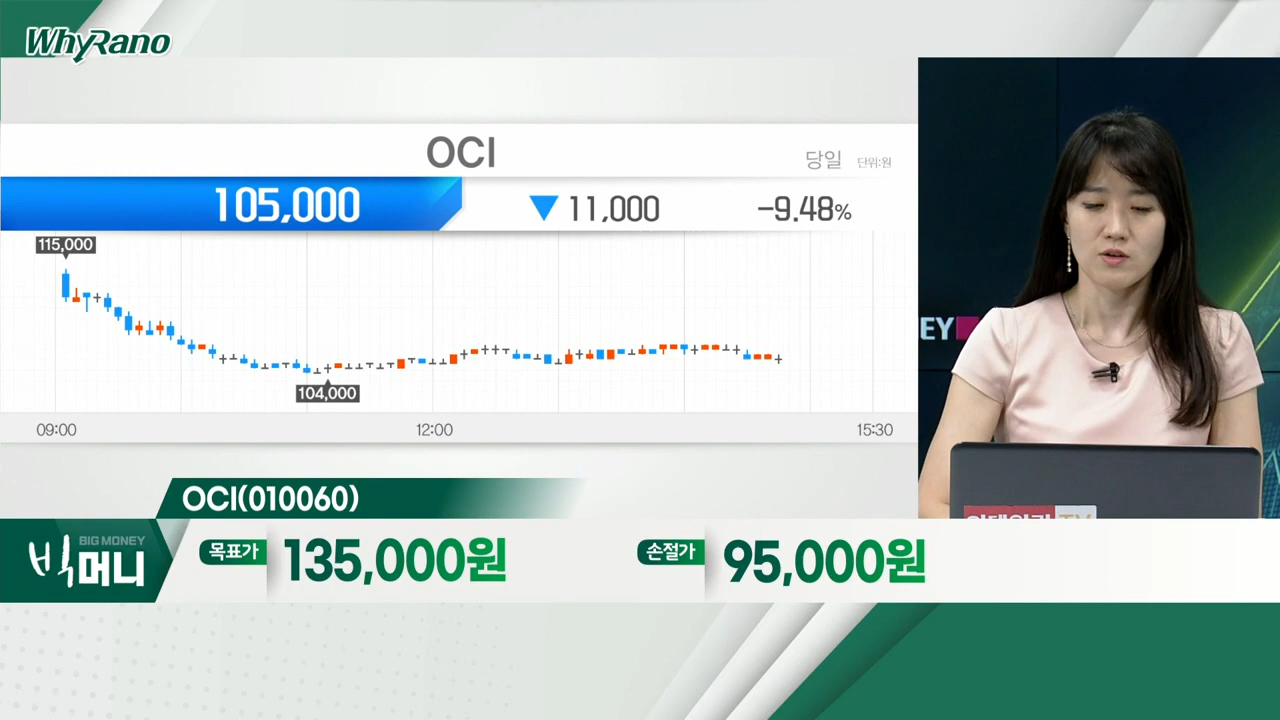 WhyRano
OCI
당일 단위:원
105,000 ▼ 11,000 -9.48%
115,000
104,000
09:00 12:00 15:30
EY
OCI(010060)
BIG MONEY
빅머니
목표가 135,000원 손절가 95,000원